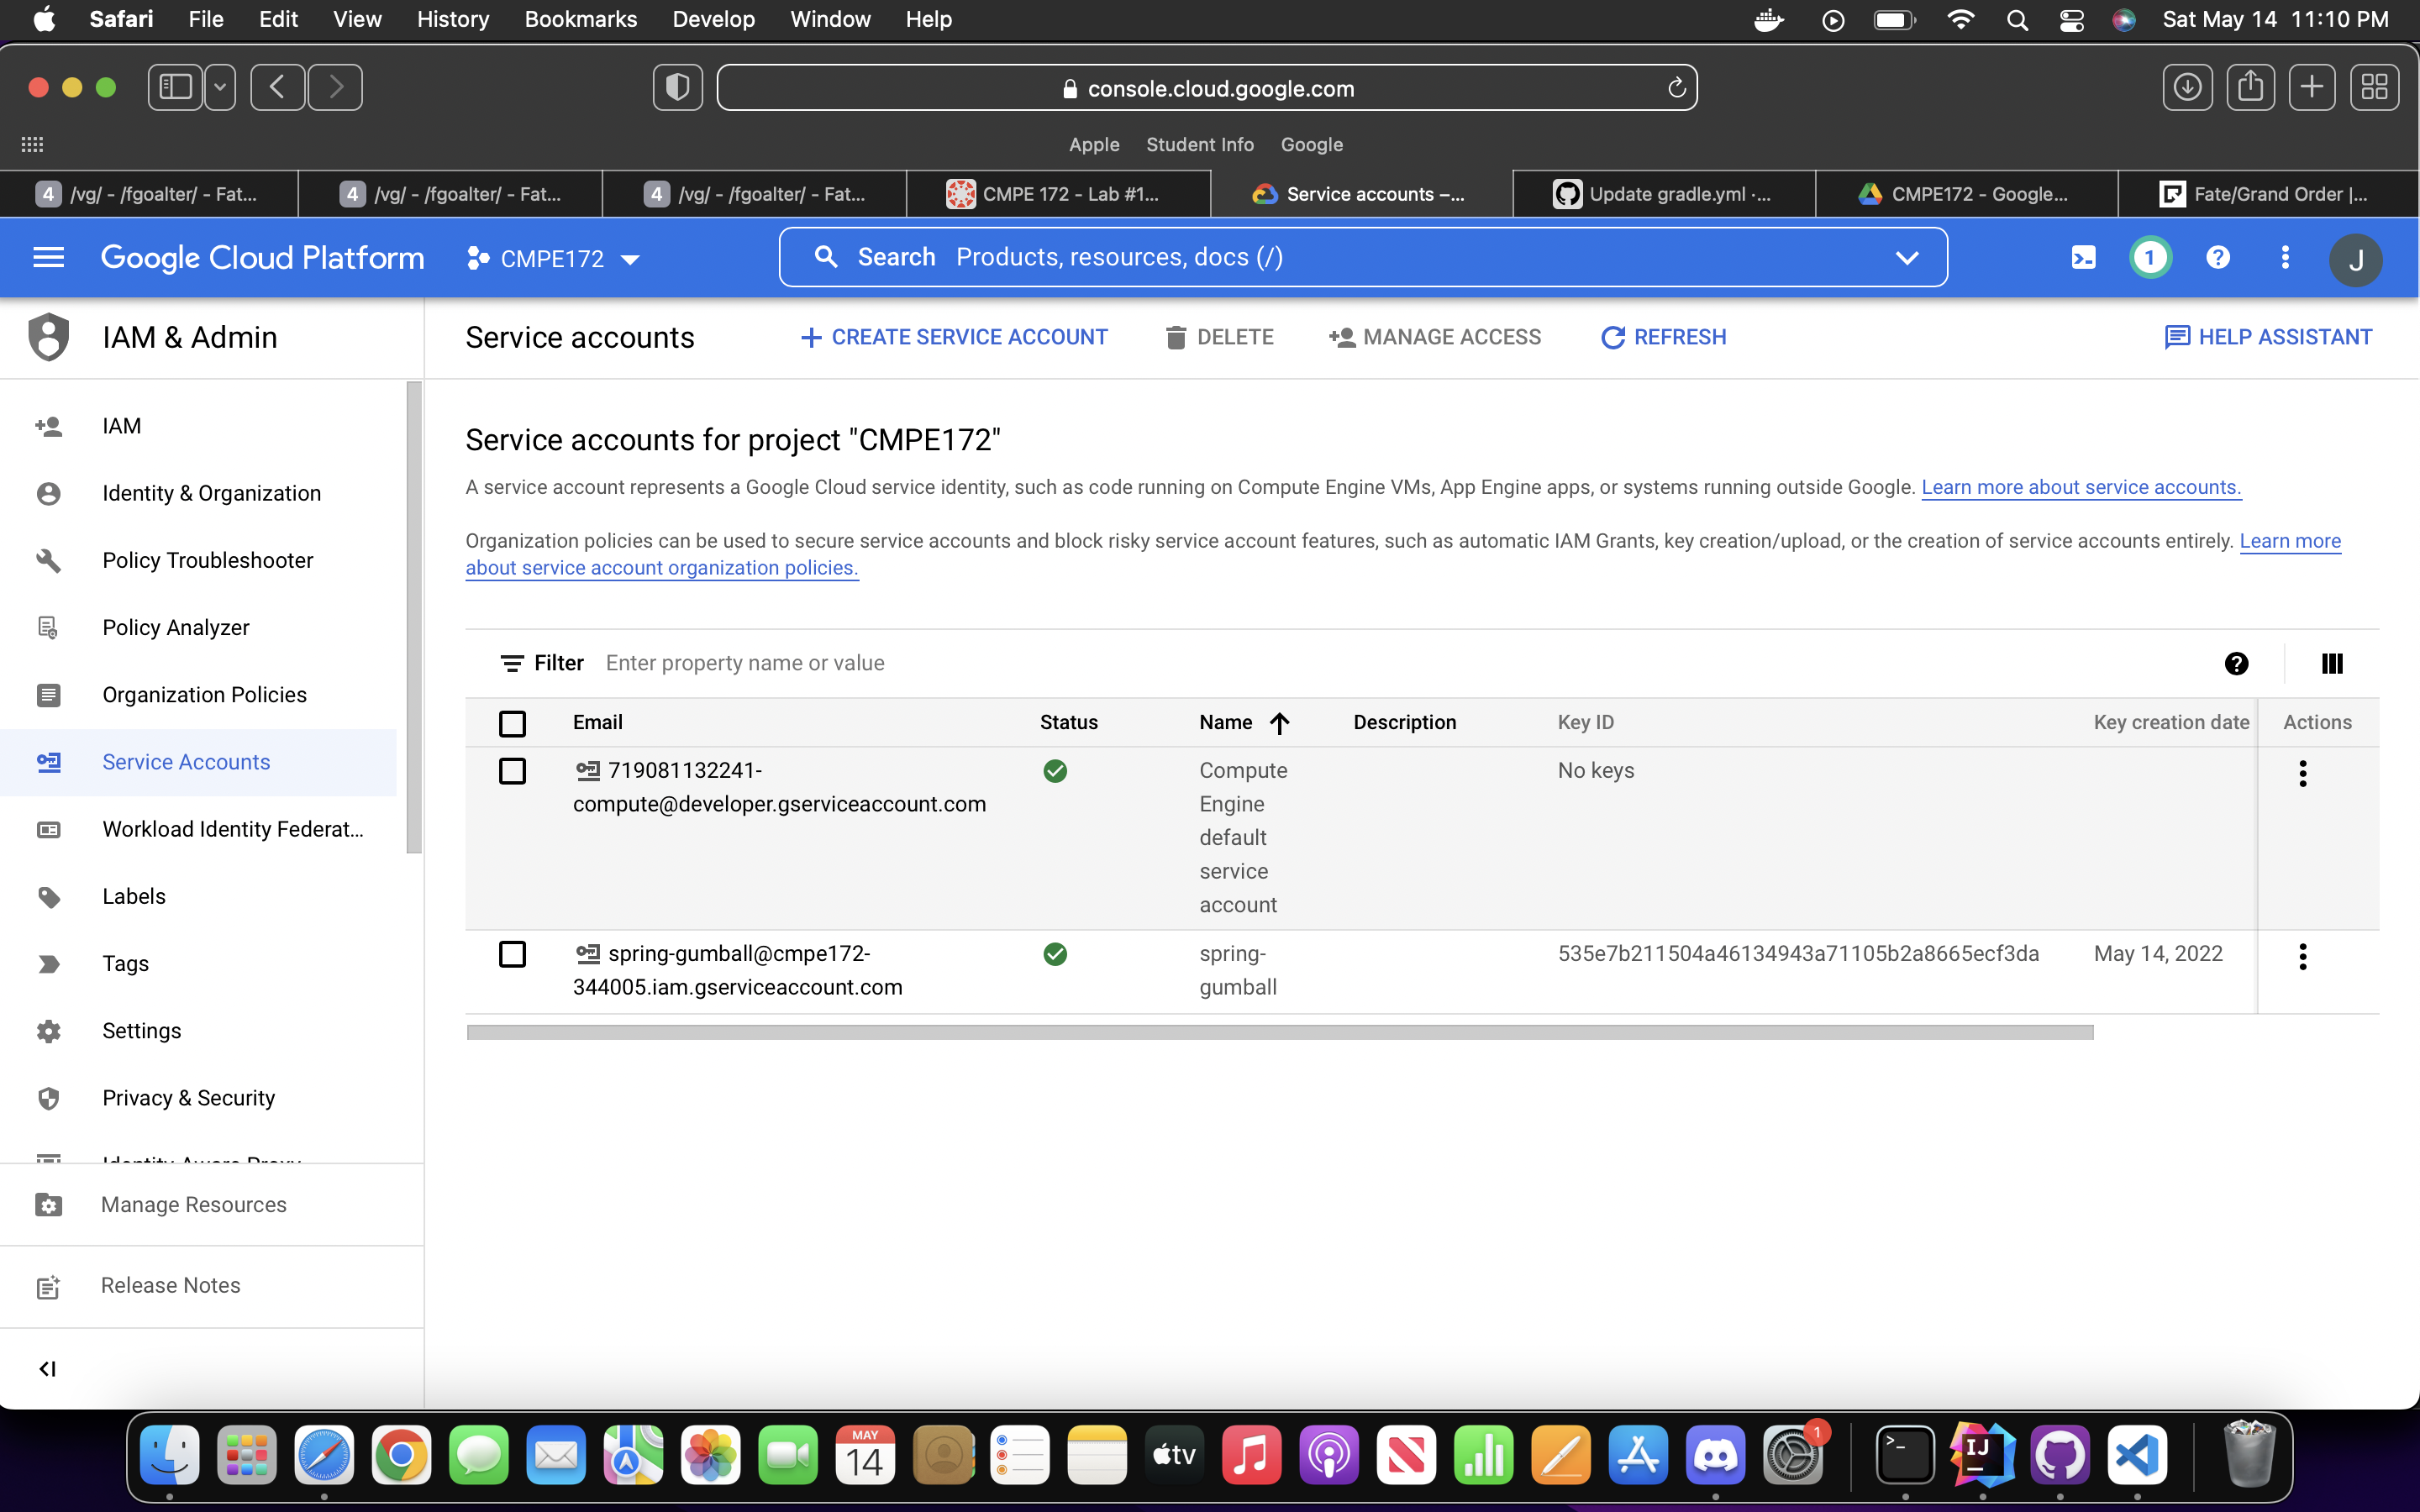 Safari File Edit View History Bookmarks Develop Window Help Sat May 14 11:10 PM
console.cloud.google.com
Apple Student Info Google
4 /vg/ - /fgoalter/ - Fat... 4 /vg/ - /fgoalter/ - Fat... 4 /vg/ - /fgoalter/ - Fat... CMPE 172 - Lab #1... Service accounts –... Update gradle.yml ·... CMPE172 - Google... Fate/Grand Order |...
Google Cloud Platform CMPE172 Search Products, resources, docs (/) 1 ? J
IAM & Admin
Service accounts + CREATE SERVICE ACCOUNT DELETE MANAGE ACCESS REFRESH HELP ASSISTANT
IAM
Identity & Organization
Policy Troubleshooter
Policy Analyzer
Organization Policies
Service Accounts
Workload Identity Federat...
Labels
Tags
Settings
Privacy & Security
Identity-Aware Proxy
Manage Resources
Release Notes
Service accounts for project "CMPE172"
A service account represents a Google Cloud service identity, such as code running on Compute Engine VMs, App Engine apps, or systems running outside Google. Learn more about service accounts.
Organization policies can be used to secure service accounts and block risky service account features, such as automatic IAM Grants, key creation/upload, or the creation of service accounts entirely. Learn more
about service account organization policies.
Filter Enter property name or value ?
Email Status Name Description Key ID Key creation date Actions
719081132241- Compute No keys
compute@developer.gserviceaccount.com Engine
default
service
account
spring-gumball@cmpe172- spring- 535e7b211504a46134943a71105b2a8665ecf3da May 14, 2022
344005.iam.gserviceaccount.com gumball
MAY
14
tv
1
IJ